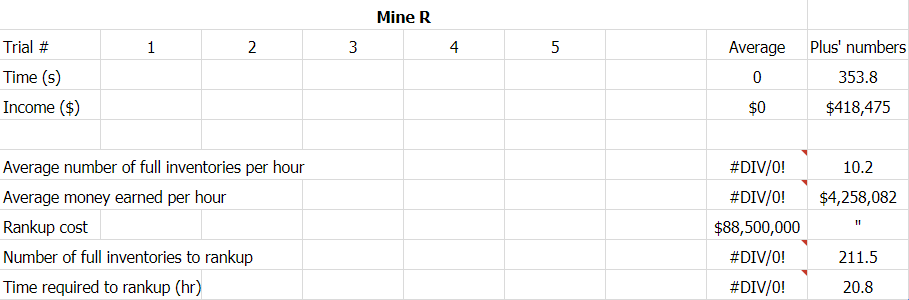 Mine R
Trial # 1 2 3 4 5 Average Plus' numbers
Time (s) 0 353.8
Income ($) $0 $418,475
Average number of full inventories per hour #DIV/0! 10.2
Average money earned per hour #DIV/0! $4,258,082
Rankup cost $88,500,000 "
Number of full inventories to rankup #DIV/0! 211.5
Time required to rankup (hr) #DIV/0! 20.8